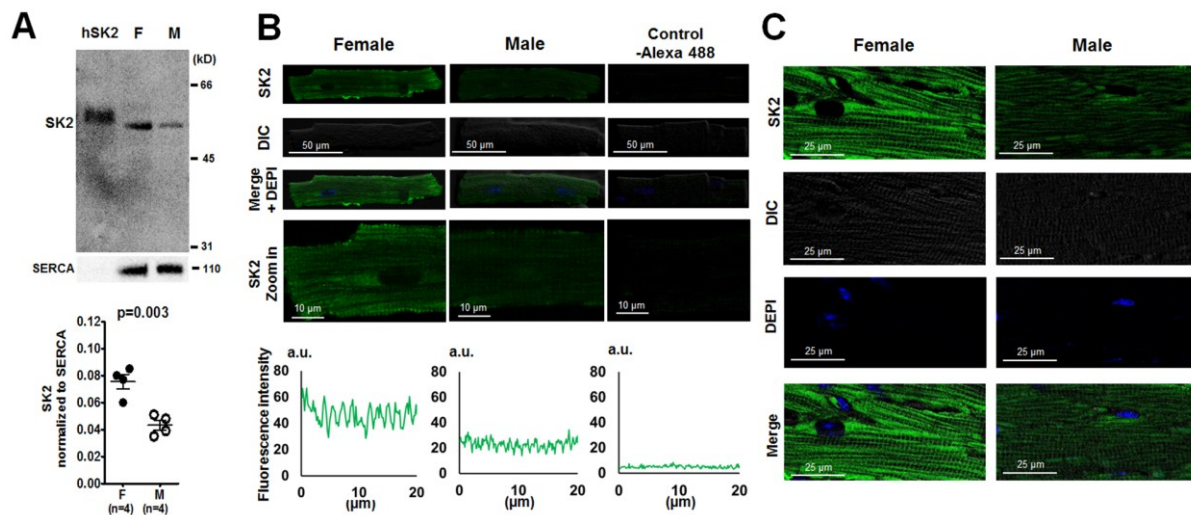 A
hSK2 F M
(kD)
66
SK2
45
31
SERCA
110
p=0.003
SK2
normalized to SERCA
0.12
0.10
0.08
0.06
0.04
0.02
0.00
F M
(n=4) (n=4)
B
Female Male Control
-Alexa 488
SK2
DIC
50 µm 50 µm 50 µm
Merge
+ DEPI
SK2
Zoom in
10 µm 10 µm 10 µm
Fluorescence Intensity
a.u. a.u. a.u.
80 80 80
60 60 60
40 40 40
20 20 20
0 0 0
0 10 20 0 10 20 0 10 20
(µm) (µm) (µm)
C
Female Male
SK2
25 µm 25 µm
DIC
25 µm 25 µm
DEPI
25 µm 25 µm
Merge
25 µm 25 µm